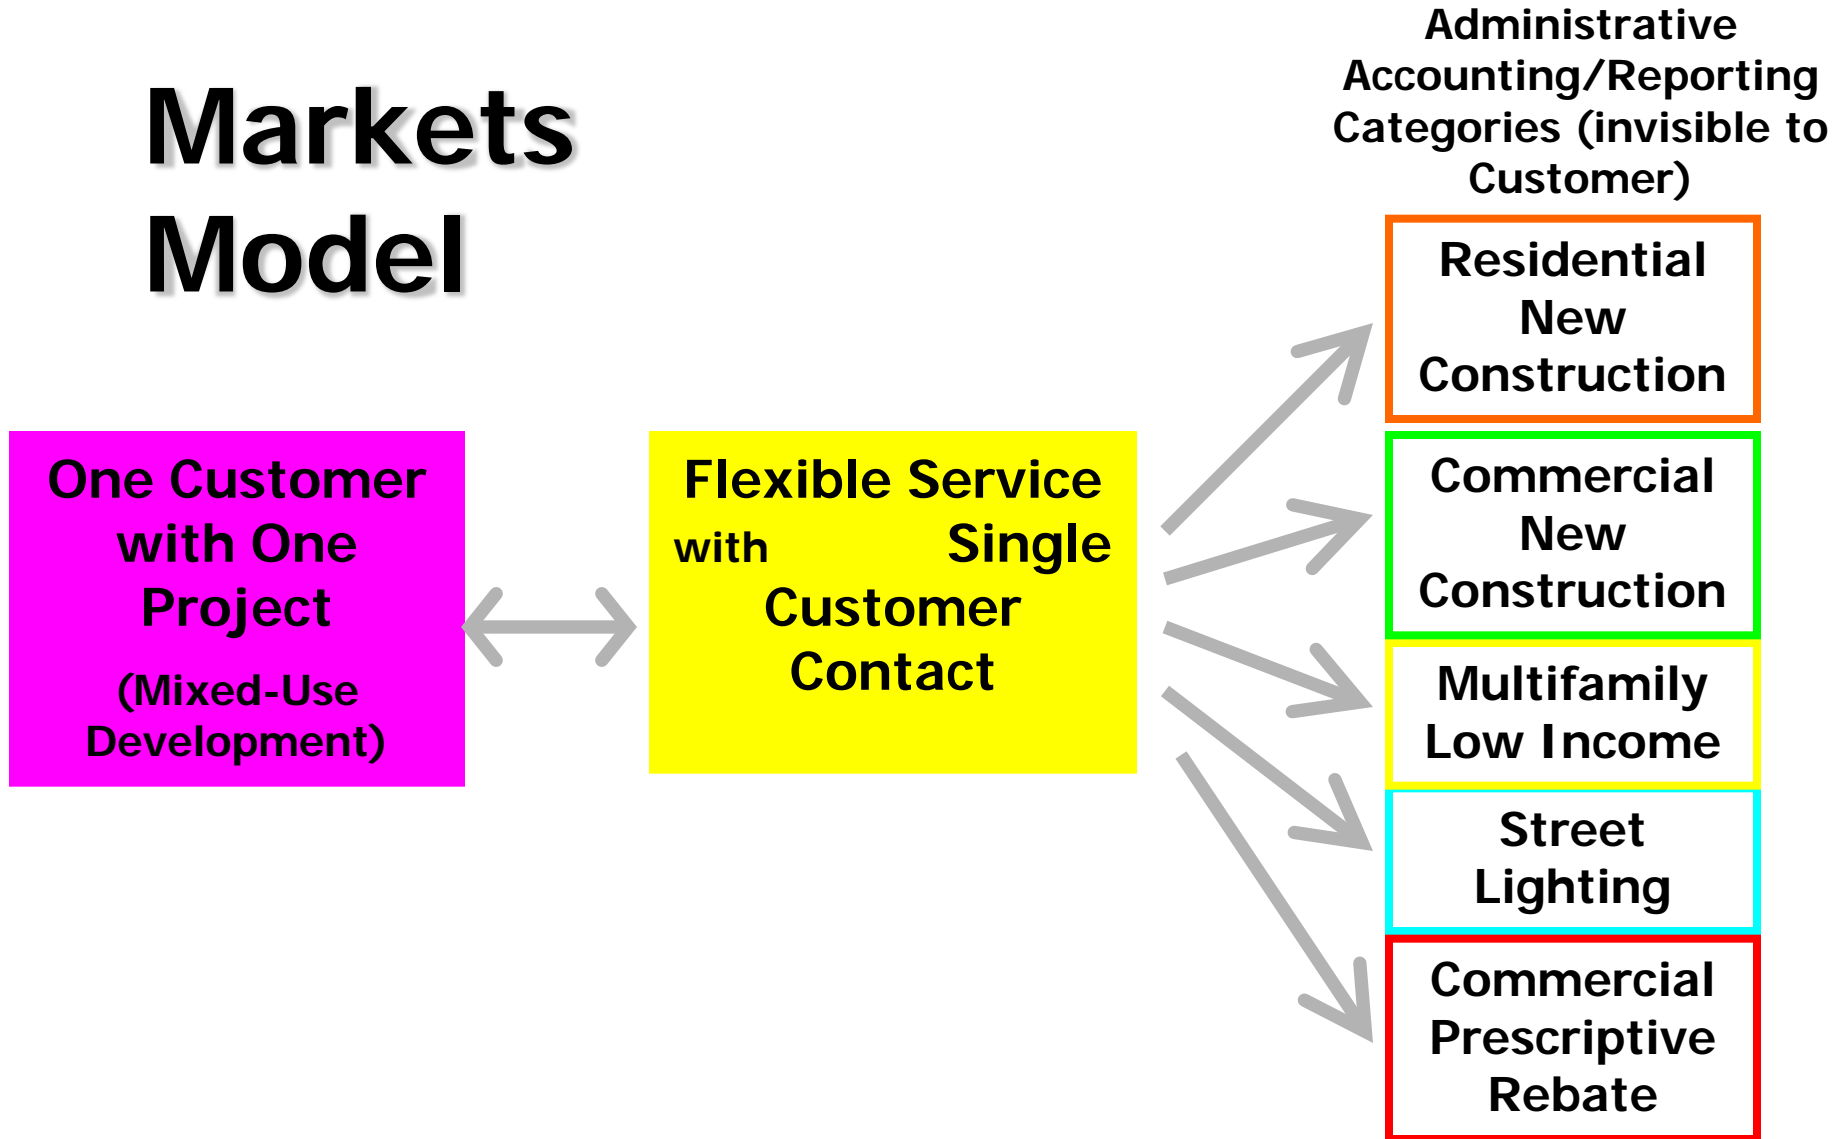 Markets
Model
Administrative
Accounting/Reporting
Categories (invisible to
Customer)
One Customer
with One
Project
(Mixed-Use
Development)
Flexible Service
with Single
Customer
Contact
Residential
New
Construction
Commercial
New
Construction
Multifamily
Low Income
Street
Lighting
Commercial
Prescriptive
Rebate